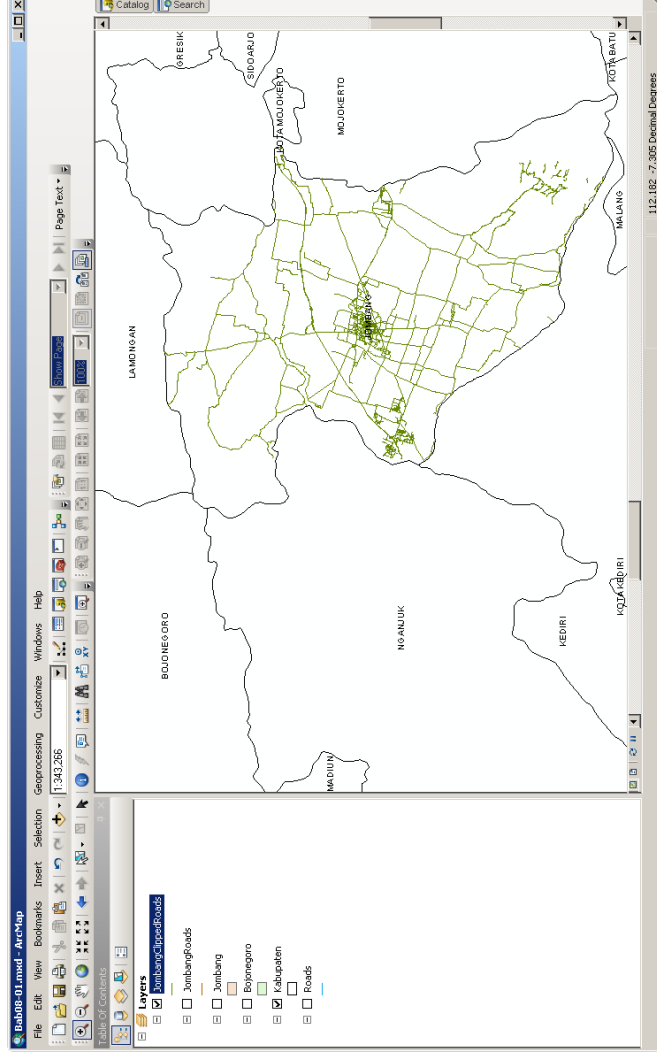 Bab08-01.mxd - ArcMap
File Edit View Bookmarks Insert Selection Geoprocessing Customize Windows Help
1:343,266
Show Page
Page Text
100%
Table Of Contents
Layers
JombangClippedRoads
JombangRoads
Jombang
Bojonegoro
Kabupaten
Roads
Catalog
Search
LAMONGAN
GRESIK
SIDOARJO
BOJONEGORO
KOTA MOJOKERTO
MOJOKERTO
MADIUN
JOMBANG
NGANJUK
KEDIRI
KOTA KEDIRI
MALANG
KOTA BATU
112.182 -7.305 Decimal Degrees